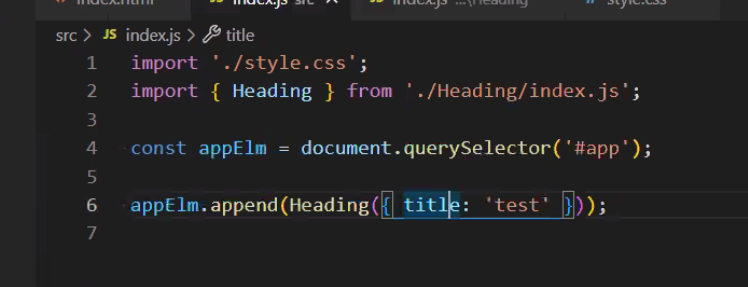 index.html JS index.js src X JS index.js ...\Heading # style.css
src > JS index.js > title
1 import './style.css';
2 import { Heading } from './Heading/index.js';
3
4 const appElm = document.querySelector('#app');
5
6 appElm.append(Heading({ title: 'test' }));
7